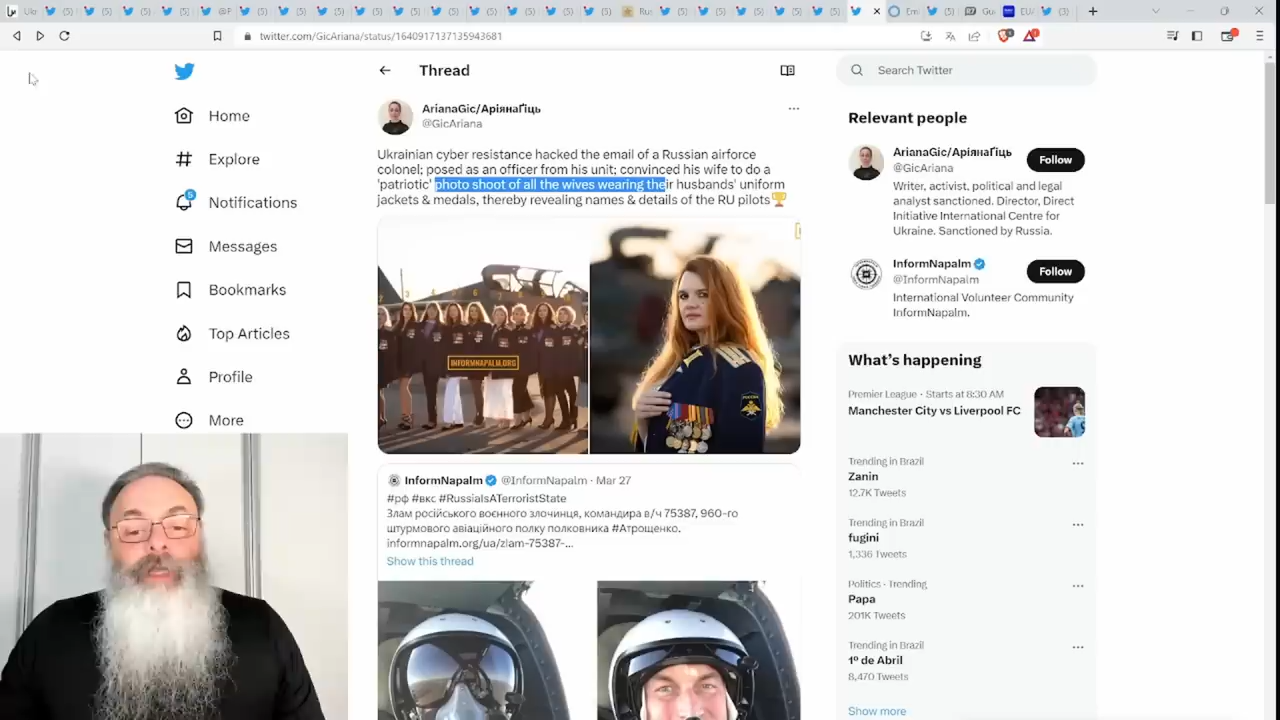 twitter.com/GicAriana/status/1640917137135943681
Home
Explore
5
Notifications
Messages
Bookmarks
Top Articles
Profile
More
Thread
ArianaGic/АріянаҐіць
@GicAriana
Ukrainian cyber resistance hacked the email of a Russian airforce
colonel; posed as an officer from his unit; convinced his wife to do a
'patriotic' photo shoot of all the wives wearing their husbands' uniform
jackets & medals, thereby revealing names & details of the RU pilots🏆
INFORMNAPALM.ORG
InformNapalm @InformNapalm · Mar 27
#рф #вкс #RussiaIsATerroristState
Злам російського воєнного злочинця, командира в/ч 75387, 960-го
штурмового авіаційного полку полковника #Атрощенко.
informnapalm.org/ua/zlam-75387-...
Show this thread
Search Twitter
Relevant people
ArianaGic/АріянаҐіць
@GicAriana
Follow
Writer, activist, political and legal
analyst sanctioned. Director, Direct
Initiative International Centre for
Ukraine. Sanctioned by Russia.
InformNapalm
@InformNapalm
Follow
International Volunteer Community
InformNapalm.
What's happening
Premier League · Starts at 8:30 AM
Manchester City vs Liverpool FC
Trending in Brazil
Zanin
12.7K Tweets
Trending in Brazil
fugini
1,336 Tweets
Politics · Trending
Papa
201K Tweets
Trending in Brazil
1º de Abril
8,470 Tweets
Show more